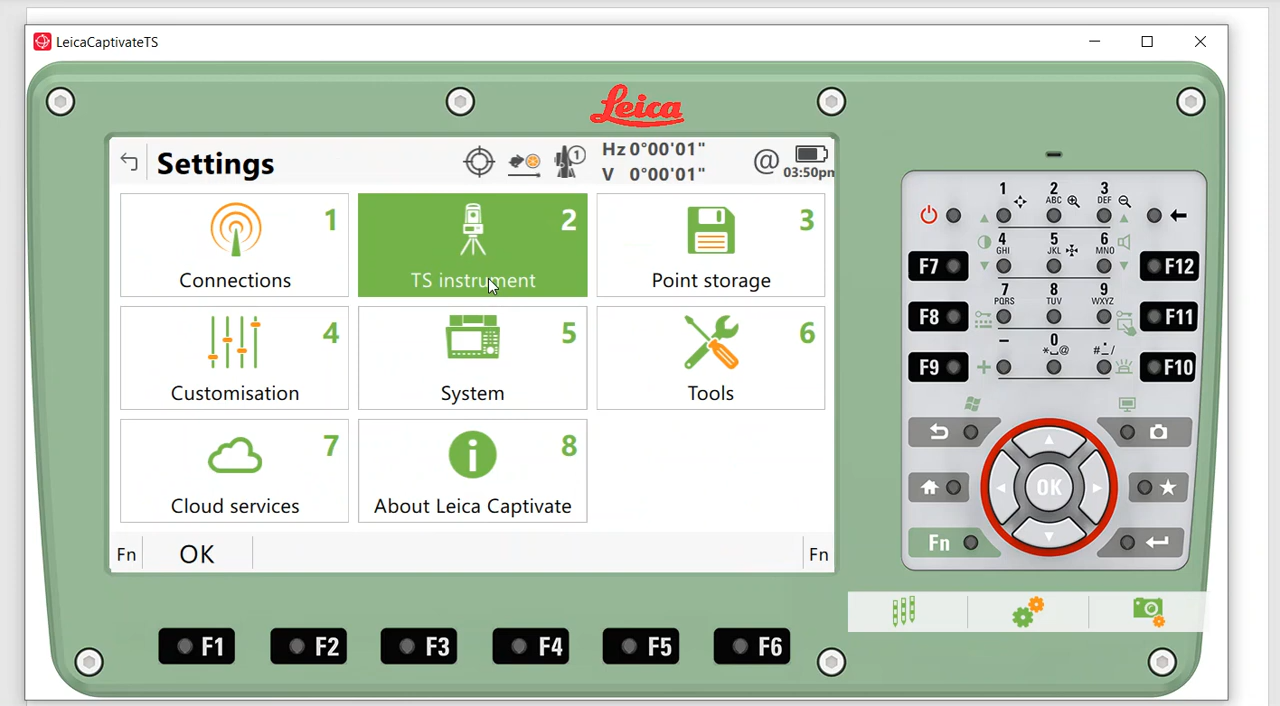 LeicaCaptivateTS
Leica
Settings
1
Hz 0°00'01"
V 0°00'01"
@
03:50pm
1
Connections
2
TS instrument
3
Point storage
4
Customisation
5
System
6
Tools
7
Cloud services
8
About Leica Captivate
Fn
OK
Fn
F1
F2
F3
F4
F5
F6
1
2
ABC
3
DEF
4
GHI
5
JKL
6
MNO
7
PQRS
8
TUV
9
WXYZ
0
*⎵@
#./
F7
F12
F8
F11
F9
F10
OK
Fn